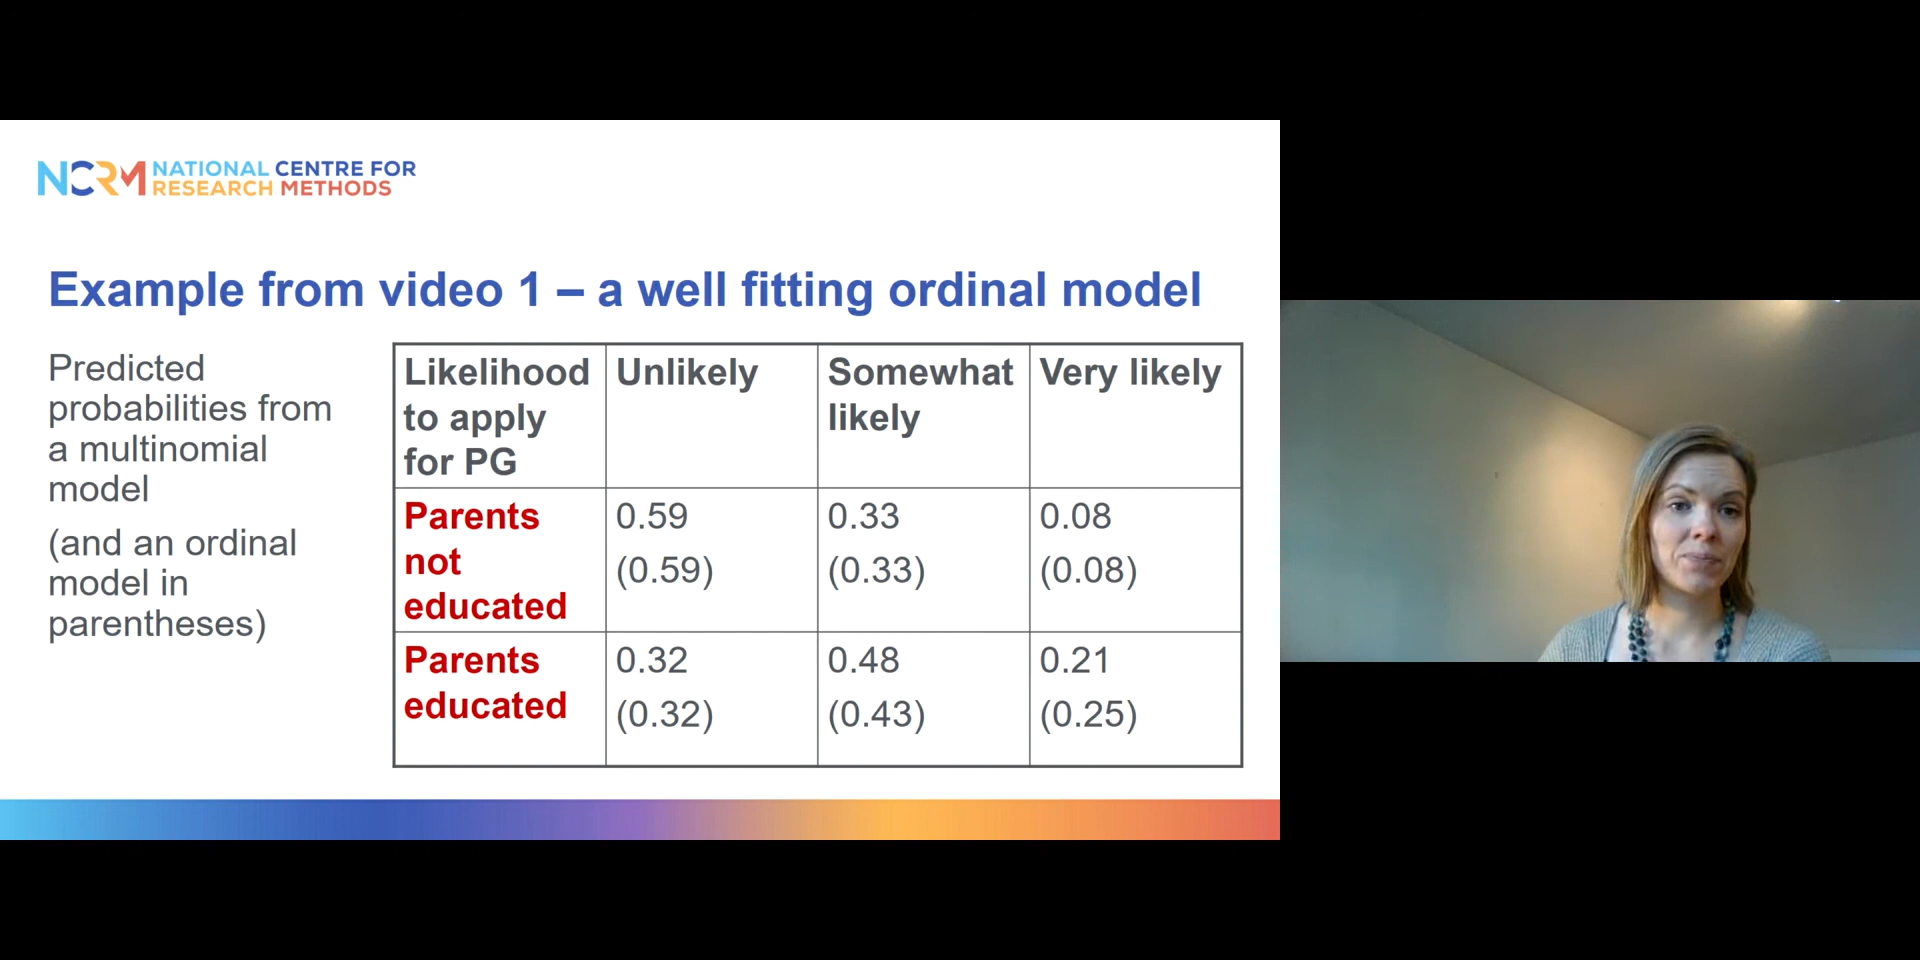 NCRM NATIONAL CENTRE FOR
RESEARCH METHODS
Example from video 1 – a well fitting ordinal model
Predicted
probabilities from
a multinomial
model
(and an ordinal
model in
parentheses)
Likelihood
to apply
for PG
Unlikely
Somewhat
likely
Very likely
Parents
not
educated
0.59
(0.59)
0.33
(0.33)
0.08
(0.08)
Parents
educated
0.32
(0.32)
0.48
(0.43)
0.21
(0.25)